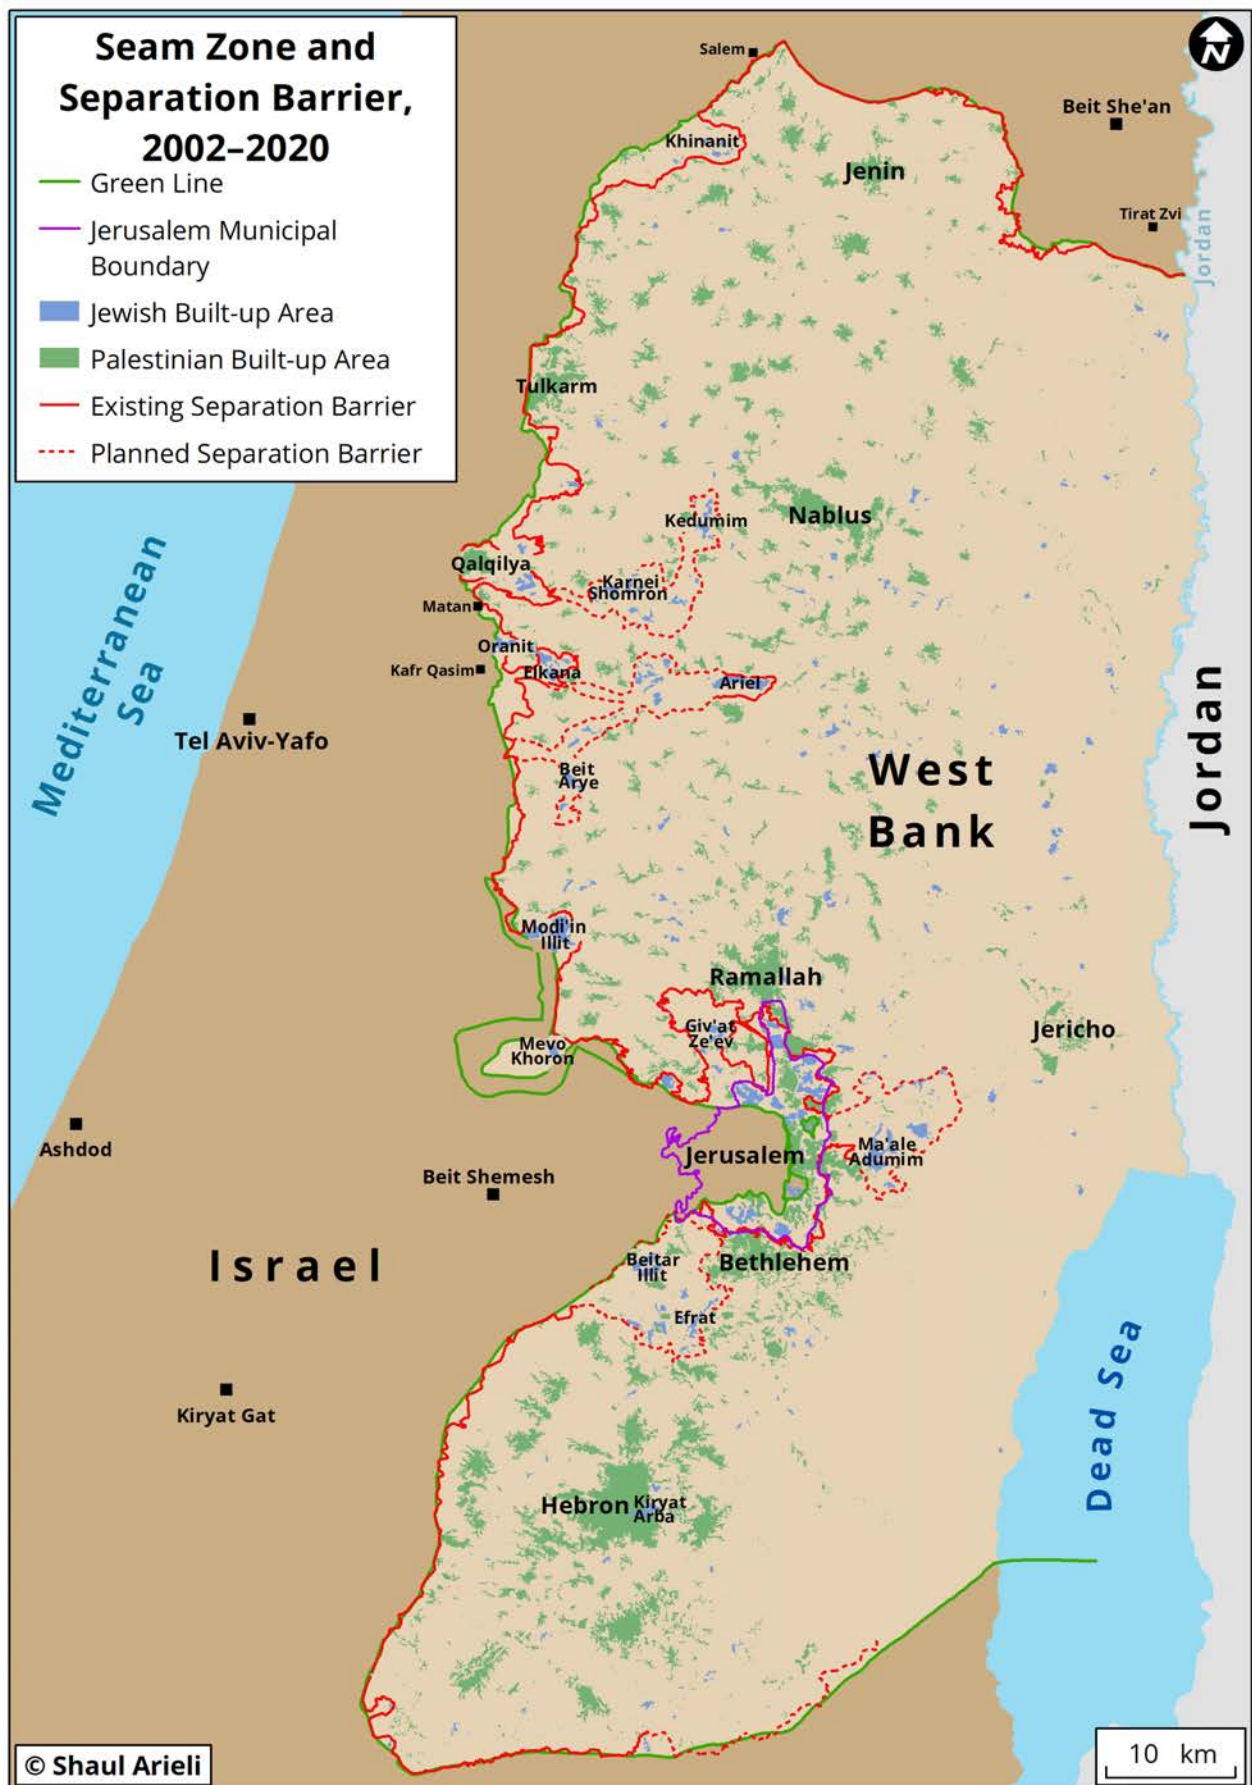 Seam Zone and
Separation Barrier,
2002–2020
Green Line
Jerusalem Municipal
Boundary
Jewish Built-up Area
Palestinian Built-up Area
Existing Separation Barrier
Planned Separation Barrier
N
Salem
Beit She'an
Khinanit
Jenin
Tirat Zvi
Jordan
Tulkarm
Kedumim
Nablus
Qalqilya
Karnei
Shomron
Matan
Oranit
Kafr Qasim
Elkana
Ariel
Mediterranean
Sea
Tel Aviv-Yafo
Beit
Arye
West
Bank
Jordan
Modi'in
Illit
Ramallah
Giv'at
Ze'ev
Jericho
Mevo
Khoron
Ashdod
Jerusalem
Ma'ale
Adumim
Beit Shemesh
Israel
Beitar
Illit
Bethlehem
Efrat
Kiryat Gat
Dead Sea
Hebron
Kiryat
Arba
© Shaul Arieli
10 km